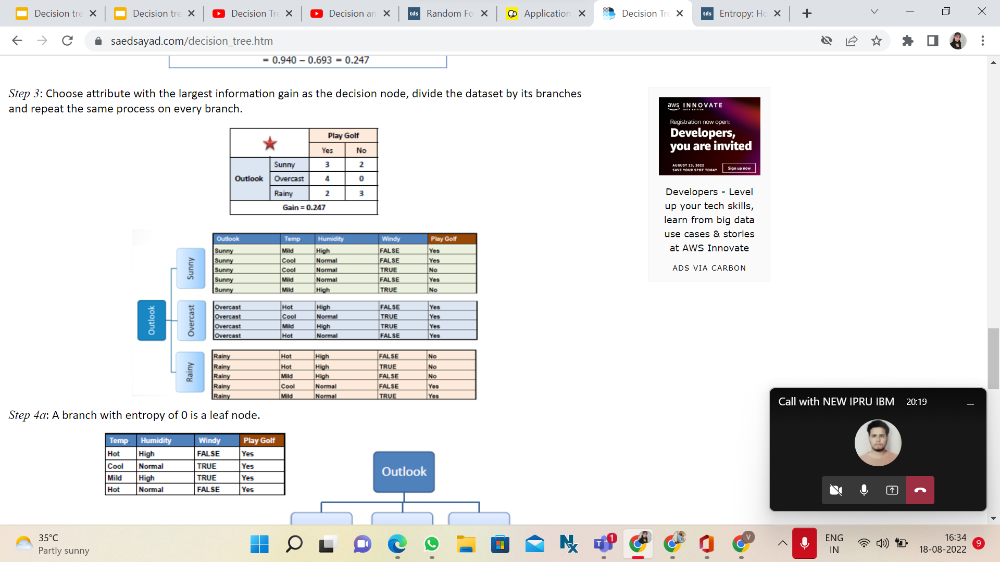 Decision tre
Decision tre
Decision Tre
Decision an
tds Random Fo
Application
Decision Tre
tds Entropy: Ho
saedsayad.com/decision_tree.htm
= 0.940 – 0.693 = 0.247
Step 3: Choose attribute with the largest information gain as the decision node, divide the dataset by its branches
and repeat the same process on every branch.
Play Golf
Yes No
Outlook
Sunny 3 2
Overcast 4 0
Rainy 2 3
Gain = 0.247
Outlook
Sunny
Overcast
Rainy
Outlook Temp Humidity Windy Play Golf
Sunny Mild High FALSE Yes
Sunny Cool Normal FALSE Yes
Sunny Cool Normal TRUE No
Sunny Mild Normal FALSE Yes
Sunny Mild High TRUE No
Overcast Hot High FALSE Yes
Overcast Cool Normal TRUE Yes
Overcast Mild High TRUE Yes
Overcast Hot Normal FALSE Yes
Rainy Hot High FALSE No
Rainy Hot High TRUE No
Rainy Mild High FALSE No
Rainy Cool Normal FALSE Yes
Rainy Mild Normal TRUE Yes
Step 4a: A branch with entropy of 0 is a leaf node.
Temp Humidity Windy Play Golf
Hot High FALSE Yes
Cool Normal TRUE Yes
Mild High TRUE Yes
Hot Normal FALSE Yes
Outlook
aws INNOVATE
DATA EDITION
Registration now open:
Developers,
you are invited
AUGUST 23, 2022
SAVE YOUR SPOT TODAY
Sign up now
Developers - Level
up your tech skills,
learn from big data
use cases & stories
at AWS Innovate
ADS VIA CARBON
Call with NEW IPRU IBM 20:19
35°C
Partly sunny
T
1
V
ENG
IN
16:34
18-08-2022
9